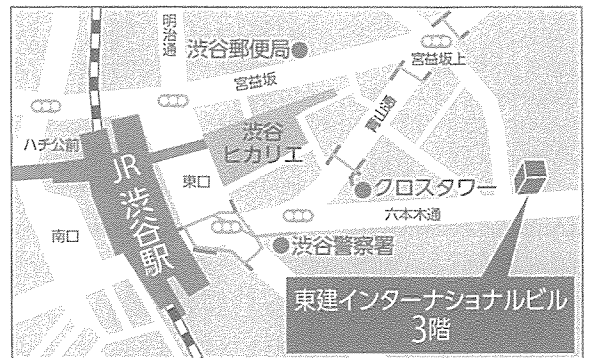 明治通
渋谷郵便局
宮益坂
宮益坂上
青山通
ハチ公前
渋谷
ヒカリエ
JR 渋谷駅
東口
クロスタワー
六本木通
南口
渋谷警察署
東建インターナショナルビル
3階